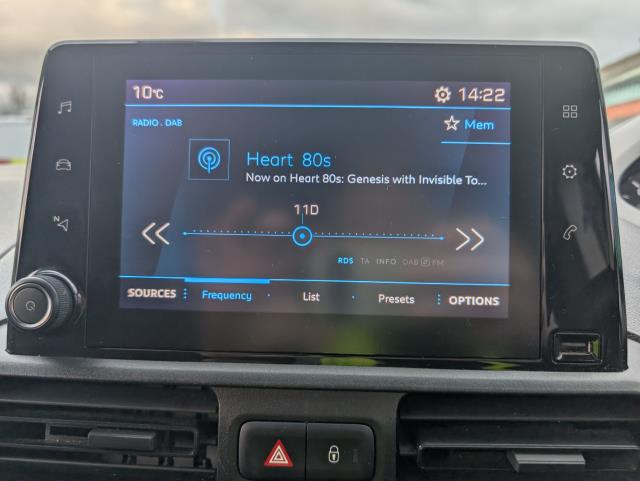 10°C
14:22
RADIO . DAB
Mem
Heart 80s
Now on Heart 80s: Genesis with Invisible To...
11D
RDS TA INFO DAB FM
SOURCES Frequency List Presets OPTIONS
N